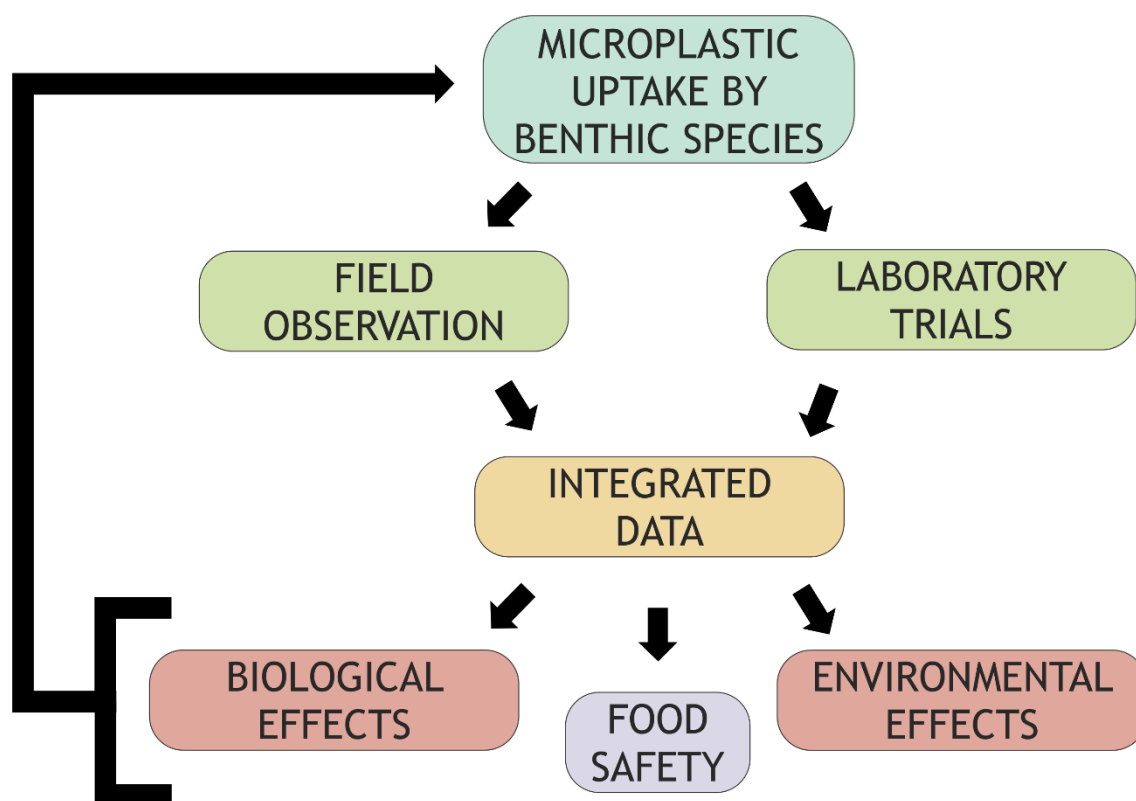 MICROPLASTIC
UPTAKE BY
BENTHIC SPECIES
FIELD
OBSERVATION
LABORATORY
TRIALS
INTEGRATED
DATA
BIOLOGICAL
EFFECTS
FOOD
SAFETY
ENVIRONMENTAL
EFFECTS